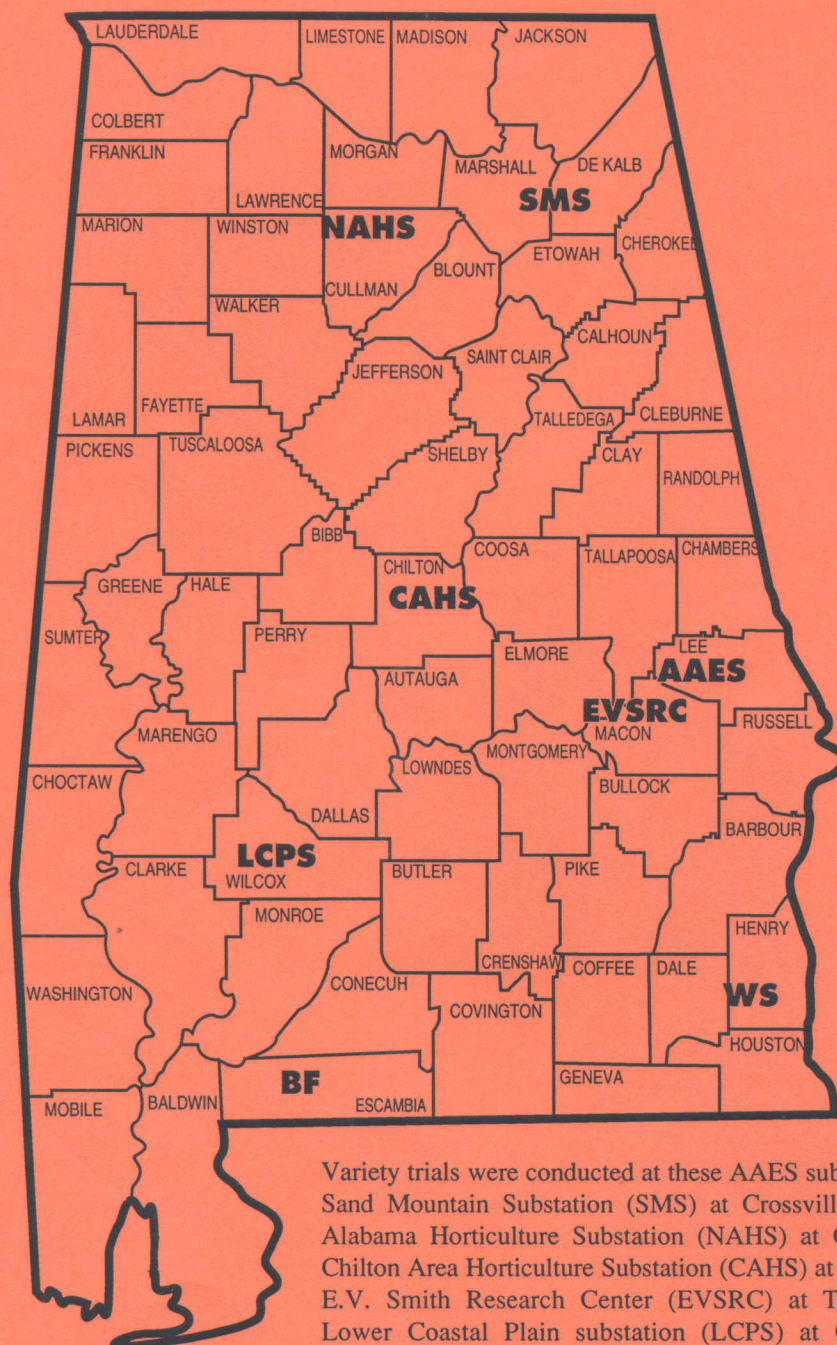 LAUDERDALE LIMESTONE MADISON JACKSON
COLBERT
FRANKLIN MORGAN MARSHALL DE KALB
LAWRENCE SMS
MARION WINSTON NAHS ETOWAH CHEROKEE
BLOUNT
CULLMAN
WALKER CALHOUN
SAINT CLAIR
JEFFERSON
FAYETTE
LAMAR TALLEDEGA CLEBURNE
PICKENS TUSCALOOSA SHELBY CLAY
RANDOLPH
BIBB
COOSA TALLAPOOSA CHAMBERS
GREENE HALE CHILTON
CAHS
SUMTER PERRY ELMORE LEE
AUTAUGA AAES
EVSRC
MARENGO MACON RUSSELL
MONTGOMERY
CHOCTAW LOWNDES BULLOCK
DALLAS BARBOUR
LCPS
CLARKE WILCOX BUTLER PIKE
MONROE HENRY
CRENSHAW COFFEE DALE
WASHINGTON CONECUH WS
COVINGTON
HOUSTON
BF GENEVA
MOBILE BALDWIN ESCAMBIA
Variety trials were conducted at these AAES sub
Sand Mountain Substation (SMS) at Crossvill
Alabama Horticulture Substation (NAHS) at
Chilton Area Horticulture Substation (CAHS) at
E.V. Smith Research Center (EVSRC) at T
Lower Coastal Plain substation (LCPS) at